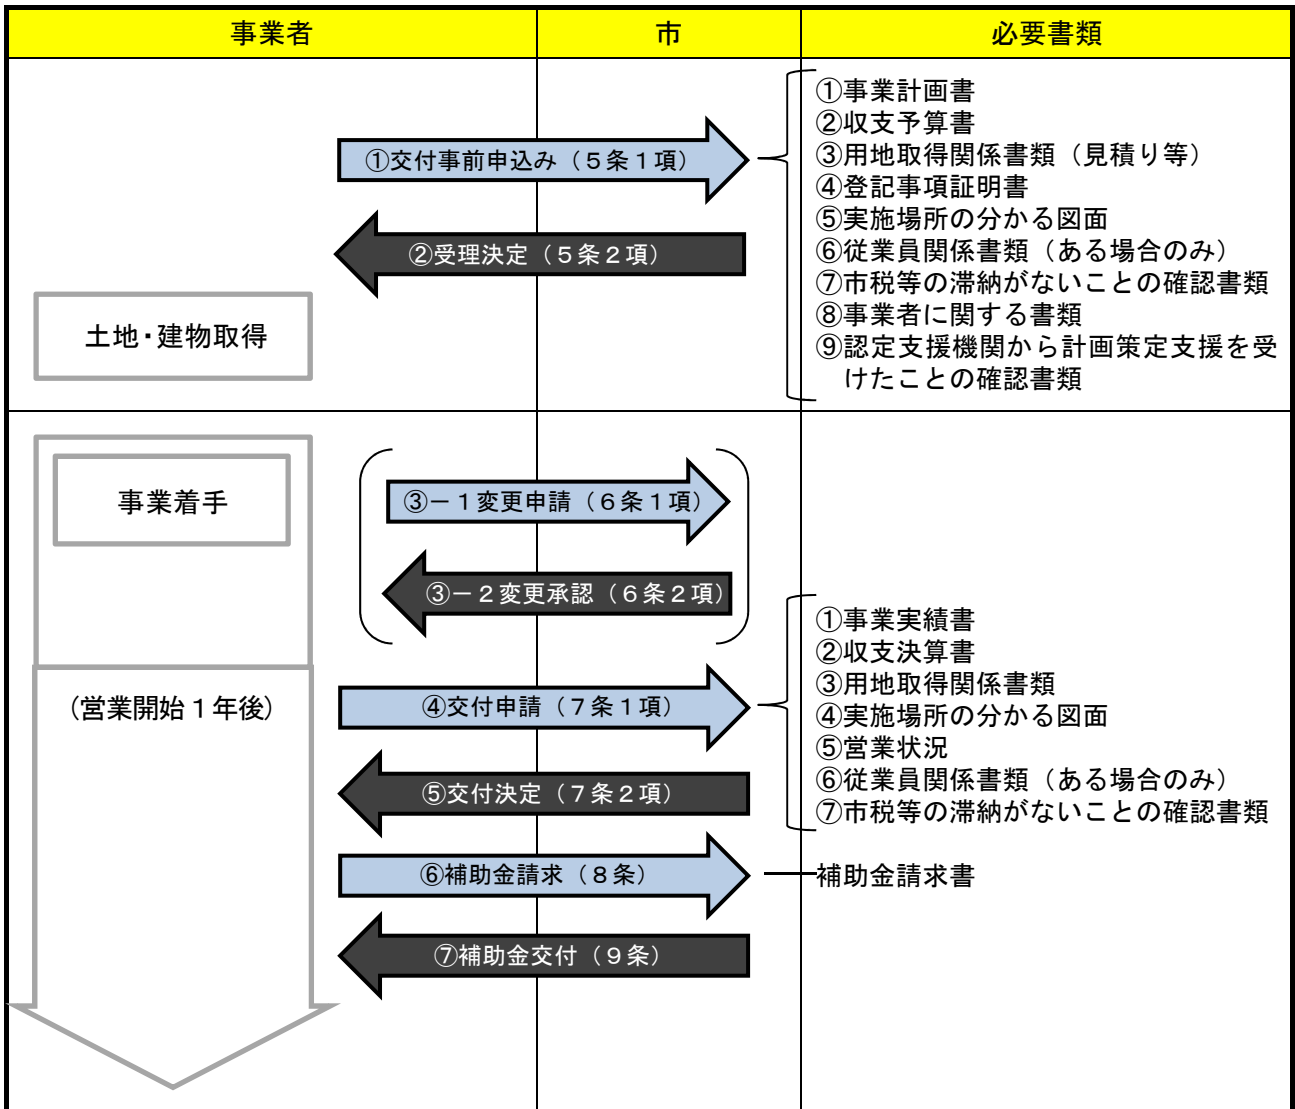 事業者
市
必要書類
①交付事前申込み（５条１項）
②受理決定（５条２項）
土地・建物取得
①事業計画書
②収支予算書
③用地取得関係書類（見積り等）
④登記事項証明書
⑤実施場所の分かる図面
⑥従業員関係書類（ある場合のみ）
⑦市税等の滞納がないことの確認書類
⑧事業者に関する書類
⑨認定支援機関から計画策定支援を受
けたことの確認書類
事業着手
③－１変更申請（６条１項）
③－２変更承認（６条２項）
（営業開始１年後）
④交付申請（７条１項）
⑤交付決定（７条２項）
①事業実績書
②収支決算書
③用地取得関係書類
④実施場所の分かる図面
⑤営業状況
⑥従業員関係書類（ある場合のみ）
⑦市税等の滞納がないことの確認書類
⑥補助金請求（８条）
補助金請求書
⑦補助金交付（９条）